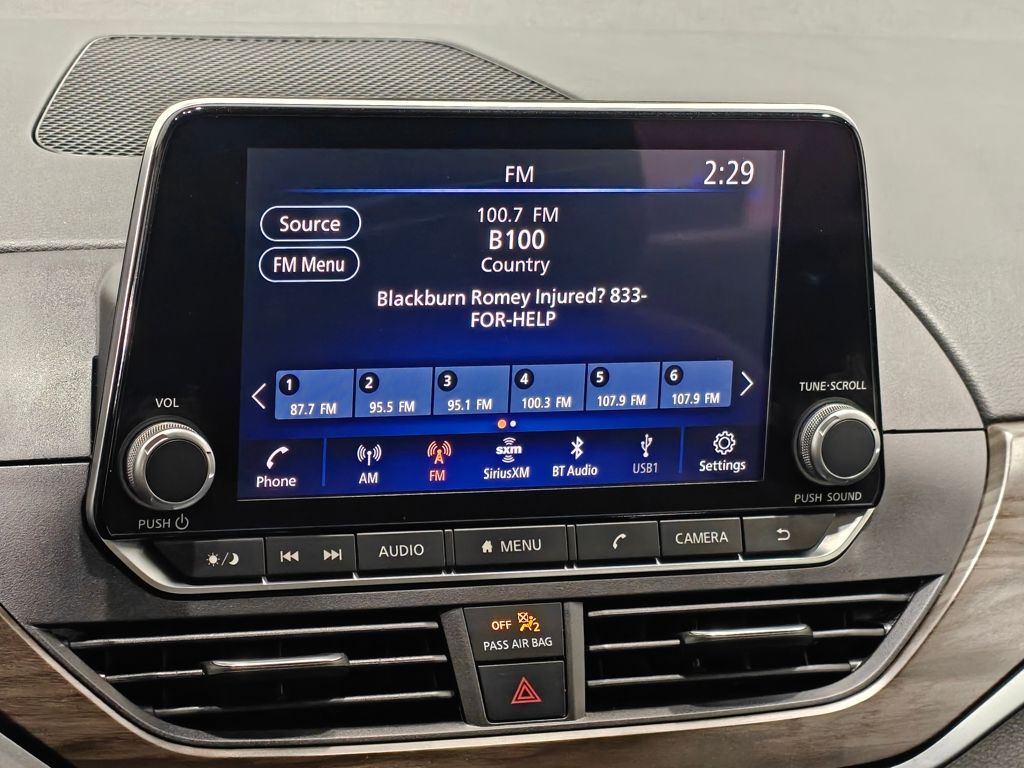 FM
2:29
Source
100.7 FM
B100
FM Menu
Country
Blackburn Romey Injured? 833-
FOR-HELP
1 2 3 4 5 6
87.7 FM 95.5 FM 95.1 FM 100.3 FM 107.9 FM 107.9 FM
VOL
TUNE·SCROLL
Phone
AM
FM
sxm
SiriusXM
BT Audio
USB1
Settings
PUSH
PUSH SOUND
AUDIO
MENU
CAMERA
OFF 2
PASS AIR BAG